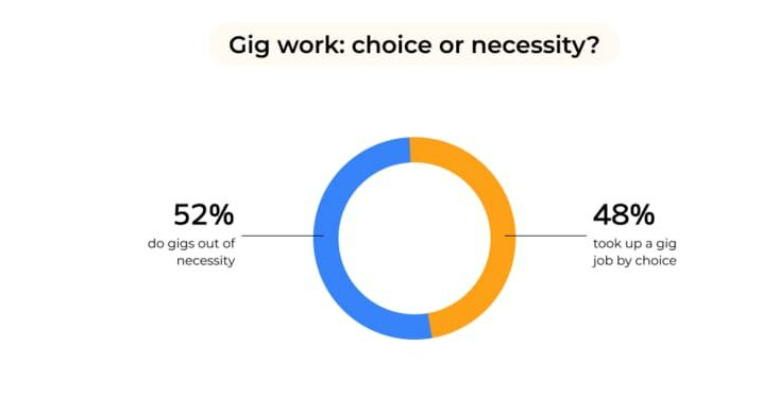 Gig work: choice or necessity?
52%
do gigs out of
necessity
48%
took up a gig
job by choice